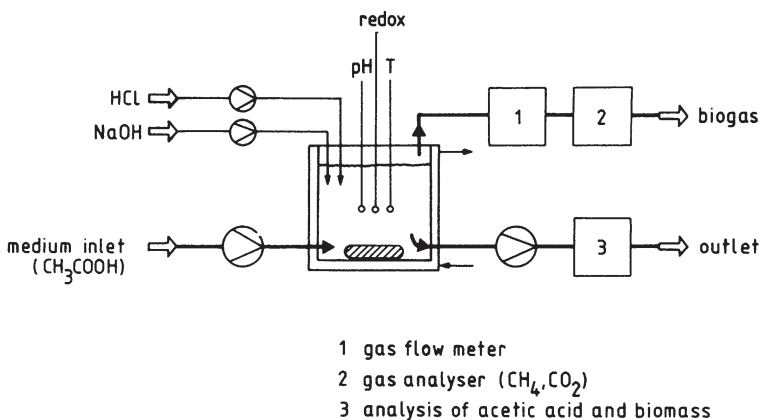 redox
pH T
HCl
NaOH
1
2
biogas
medium inlet
(CH₃COOH)
3
outlet
1 gas flow meter
2 gas analyser (CH₄,CO₂)
3 analysis of acetic acid and biomass